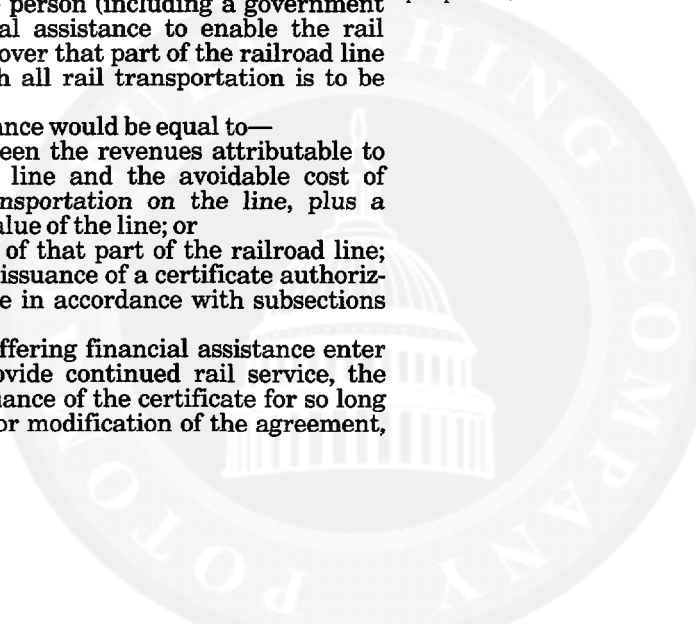 person (including a government
al assistance to enable the rail
over that part of the railroad line
h all rail transportation is to be
ance would be equal to—
een the revenues attributable to
line and the avoidable cost of
nsportation on the line, plus a
alue of the line; or
of that part of the railroad line;
issuance of a certificate authoriz-
e in accordance with subsections
ffering financial assistance enter
ovide continued rail service, the
ance of the certificate for so long
or modification of the agreement,
POTOM
HING COMPANY